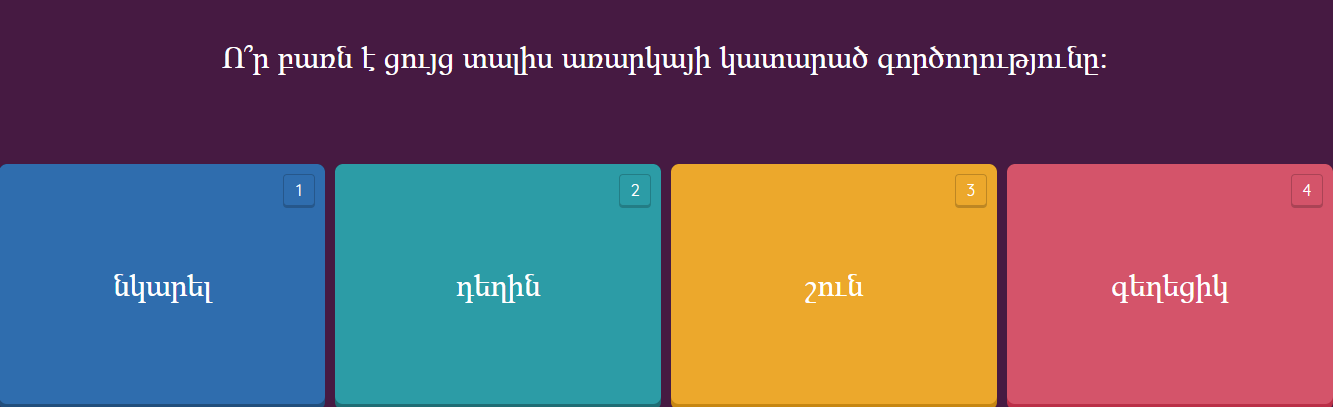 Ո՞ր բառն է ցույց տալիս առարկայի կատարած գործողությունը:
1
2
3
4
նկարել
դեղին
շուն
գեղեցիկ